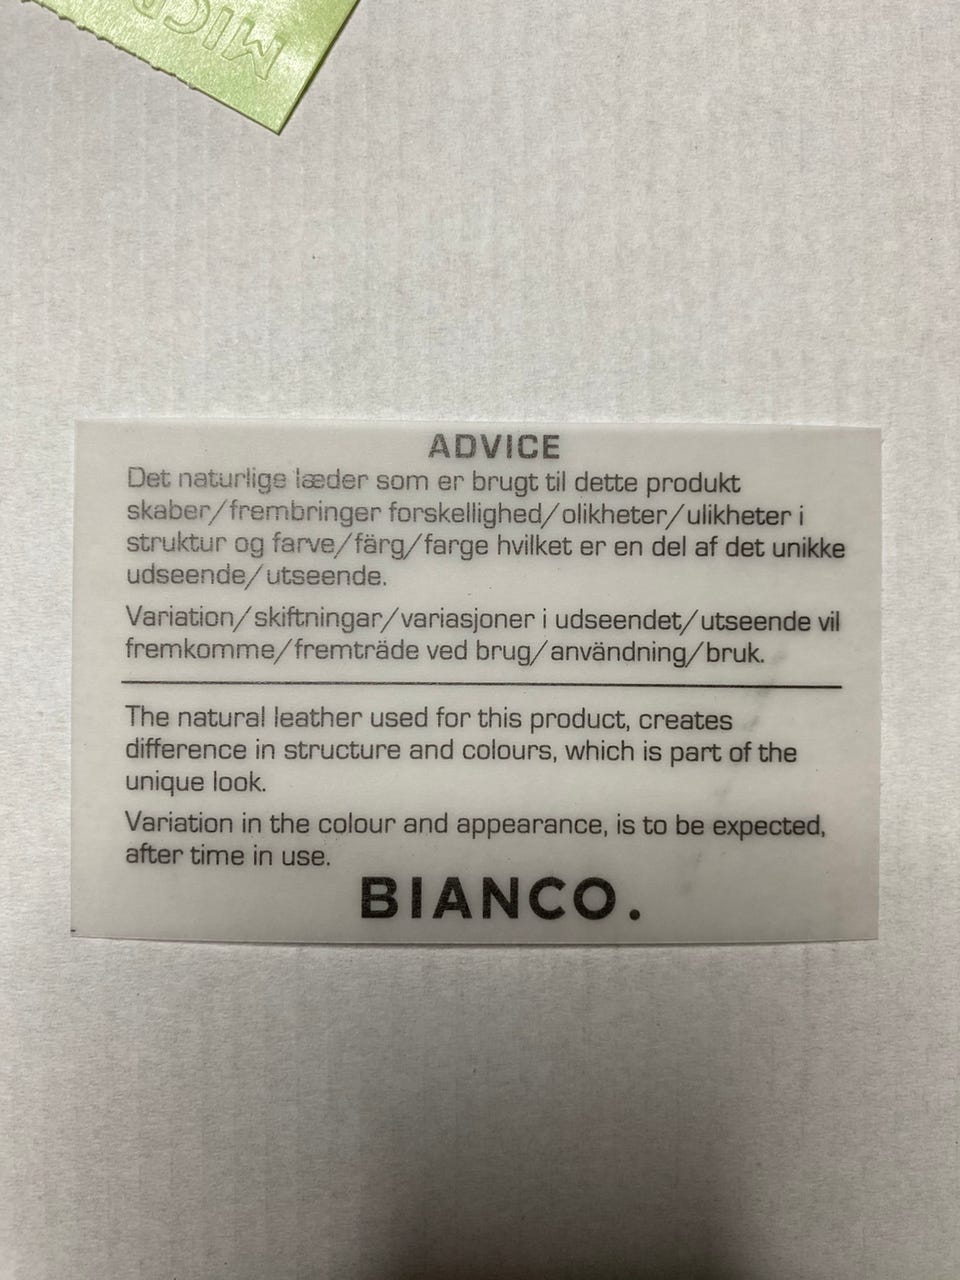 ADVICE
Det naturlige læder som er brugt til dette produkt
skaber/frembringer forskellighed/olikheter/ulikheter i
struktur og farve/färg/farge hvilket er en del af det unikke
udseende/utseende.
Variation/skiftningar/variasjoner i udseendet/utseende vil
fremkomme/fremträde ved brug/användning/bruk.
The natural leather used for this product, creates
difference in structure and colours, which is part of the
unique look.
Variation in the colour and appearance, is to be expected,
after time in use.
BIANCO.